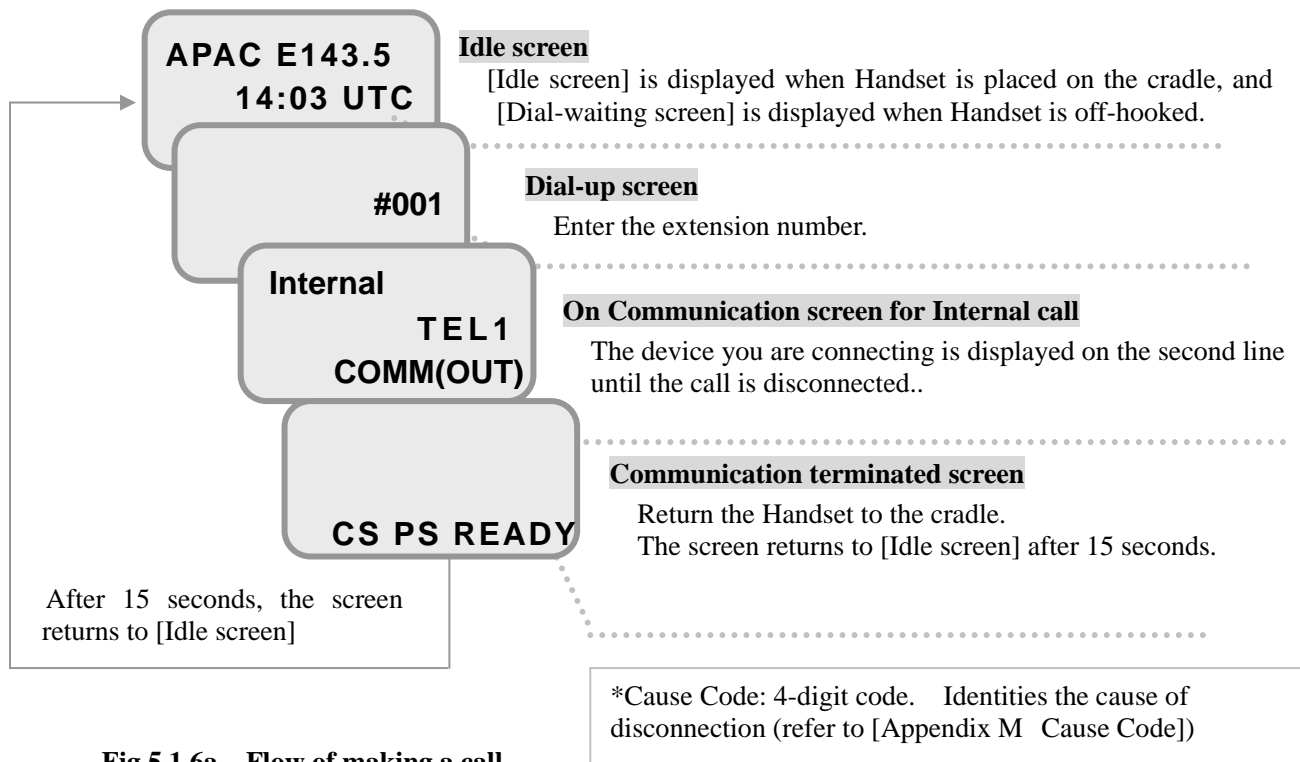 APAC E143.5
14:03 UTC
Idle screen
[Idle screen] is displayed when Handset is placed on the cradle, and
[Dial-waiting screen] is displayed when Handset is off-hooked.
#001
Dial-up screen
Enter the extension number.
Internal
TEL1
COMM(OUT)
On Communication screen for Internal call
The device you are connecting is displayed on the second line
until the call is disconnected..
CS PS READY
Communication terminated screen
Return the Handset to the cradle.
The screen returns to [Idle screen] after 15 seconds.
After 15 seconds, the screen
returns to [Idle screen]
*Cause Code: 4-digit code. Identities the cause of
disconnection (refer to [Appendix M Cause Code])
Fig 5.1.6a Flow of making a call